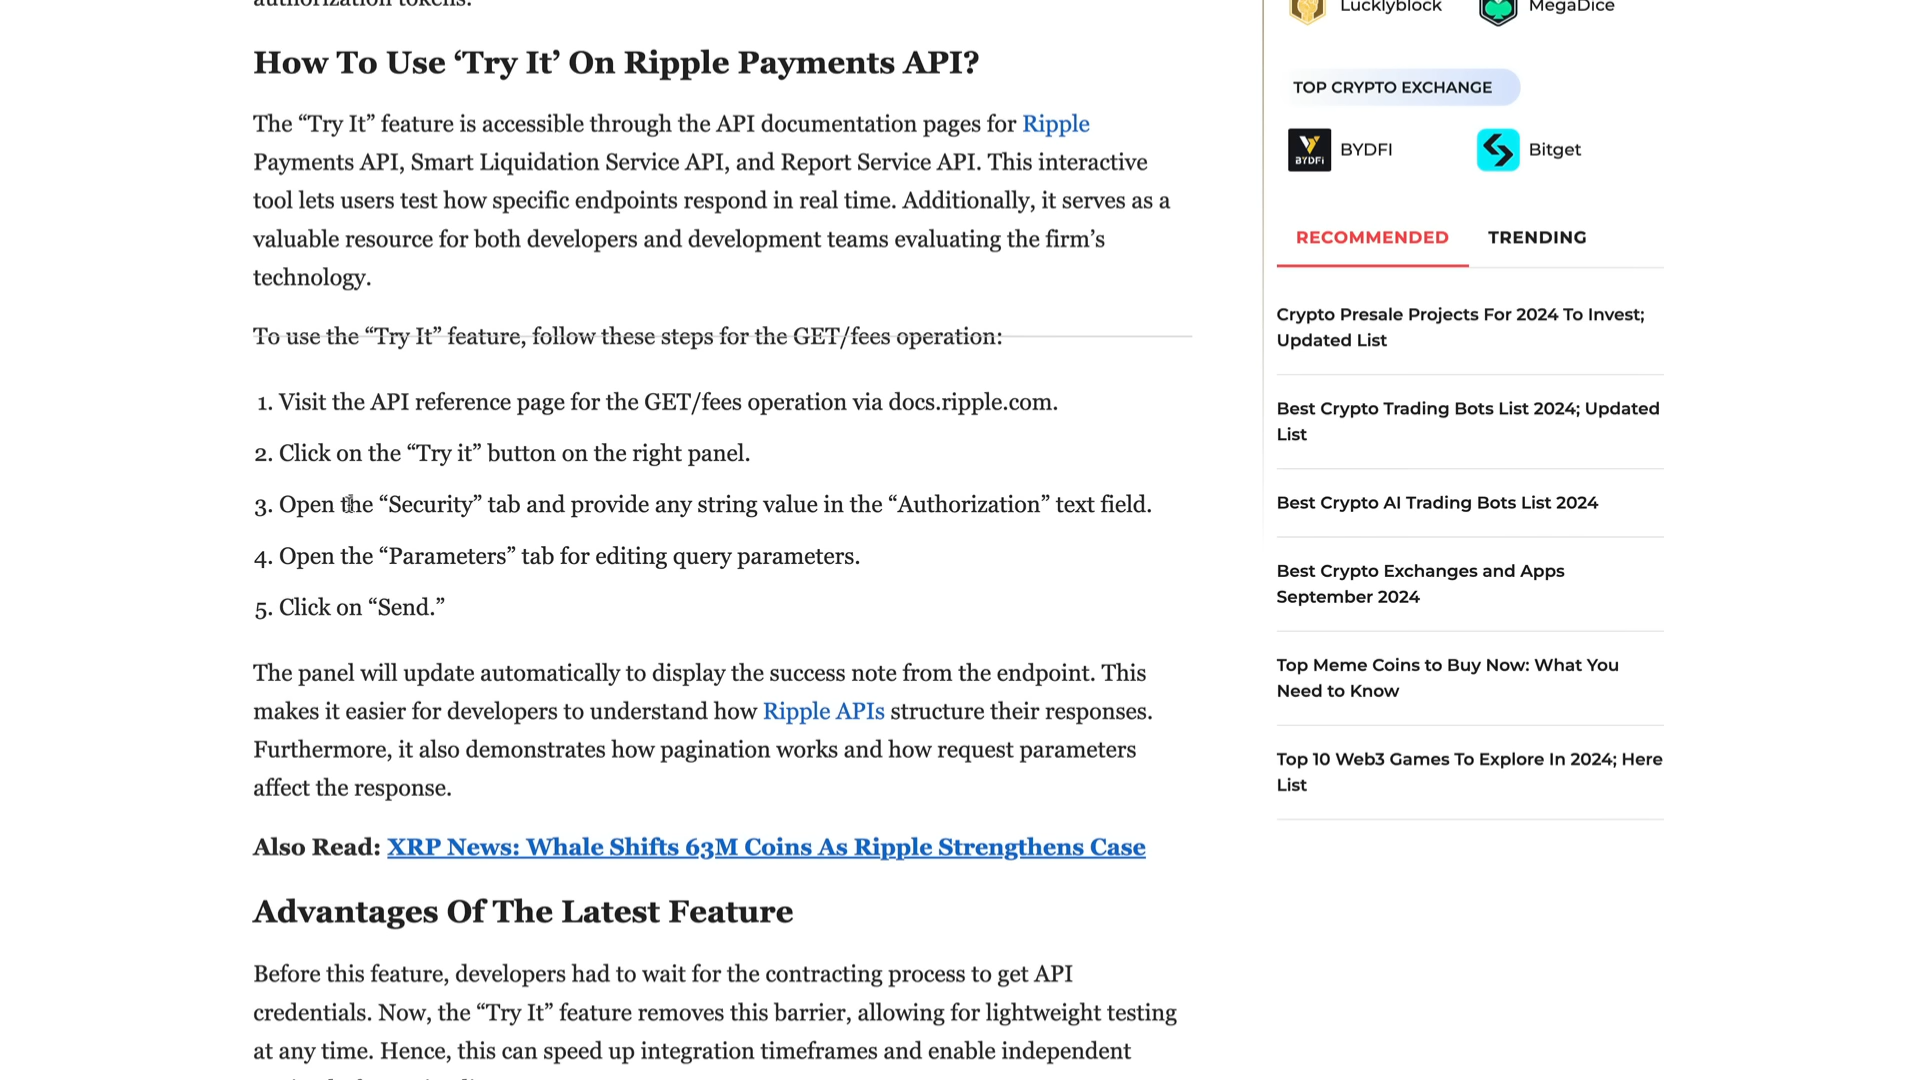 Lucklyblock
MegaDice
How To Use ‘Try It’ On Ripple Payments API?
The “Try It” feature is accessible through the API documentation pages for Ripple
Payments API, Smart Liquidation Service API, and Report Service API. This interactive
tool lets users test how specific endpoints respond in real time. Additionally, it serves as a
valuable resource for both developers and development teams evaluating the firm’s
technology.
To use the “Try It” feature, follow these steps for the GET/fees operation:
1. Visit the API reference page for the GET/fees operation via docs.ripple.com.
2. Click on the “Try it” button on the right panel.
3. Open the “Security” tab and provide any string value in the “Authorization” text field.
4. Open the “Parameters” tab for editing query parameters.
5. Click on “Send.”
The panel will update automatically to display the success note from the endpoint. This
makes it easier for developers to understand how Ripple APIs structure their responses.
Furthermore, it also demonstrates how pagination works and how request parameters
affect the response.
Also Read: XRP News: Whale Shifts 63M Coins As Ripple Strengthens Case
Advantages Of The Latest Feature
Before this feature, developers had to wait for the contracting process to get API
credentials. Now, the “Try It” feature removes this barrier, allowing for lightweight testing
at any time. Hence, this can speed up integration timeframes and enable independent
TOP CRYPTO EXCHANGE
BYDFi
BYDFI
Bitget
RECOMMENDED
TRENDING
Crypto Presale Projects For 2024 To Invest;
Updated List
Best Crypto Trading Bots List 2024; Updated
List
Best Crypto AI Trading Bots List 2024
Best Crypto Exchanges and Apps
September 2024
Top Meme Coins to Buy Now: What You
Need to Know
Top 10 Web3 Games To Explore In 2024; Here
List